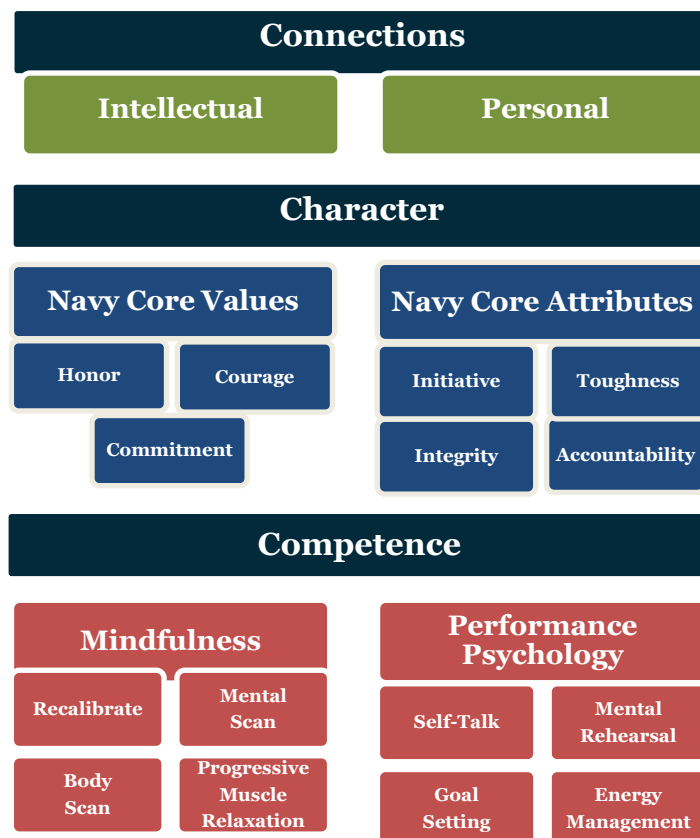 Connections
Intellectual
Personal
Character
Navy Core Values
Navy Core Attributes
Honor
Courage
Commitment
Initiative
Toughness
Integrity
Accountability
Competence
Mindfulness
Recalibrate
Mental
Scan
Body
Scan
Progressive
Muscle
Relaxation
Performance
Psychology
Self-Talk
Mental
Rehearsal
Goal
Setting
Energy
Management